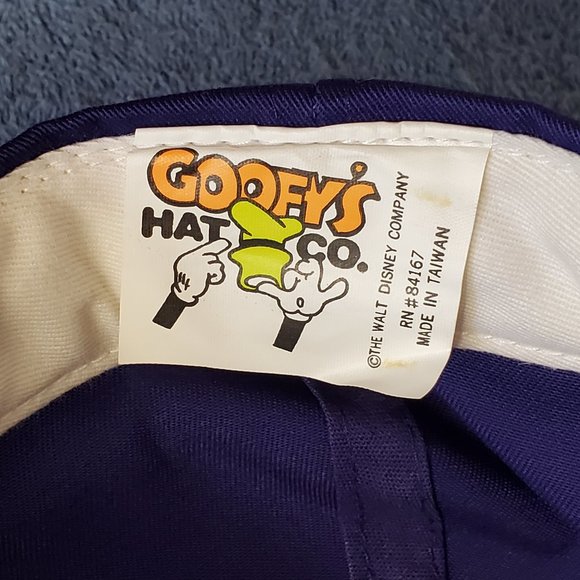 GOOFY'S
HAT CO.
©THE WALT DISNEY COMPANY
RN#84167
MADE IN TAIWAN